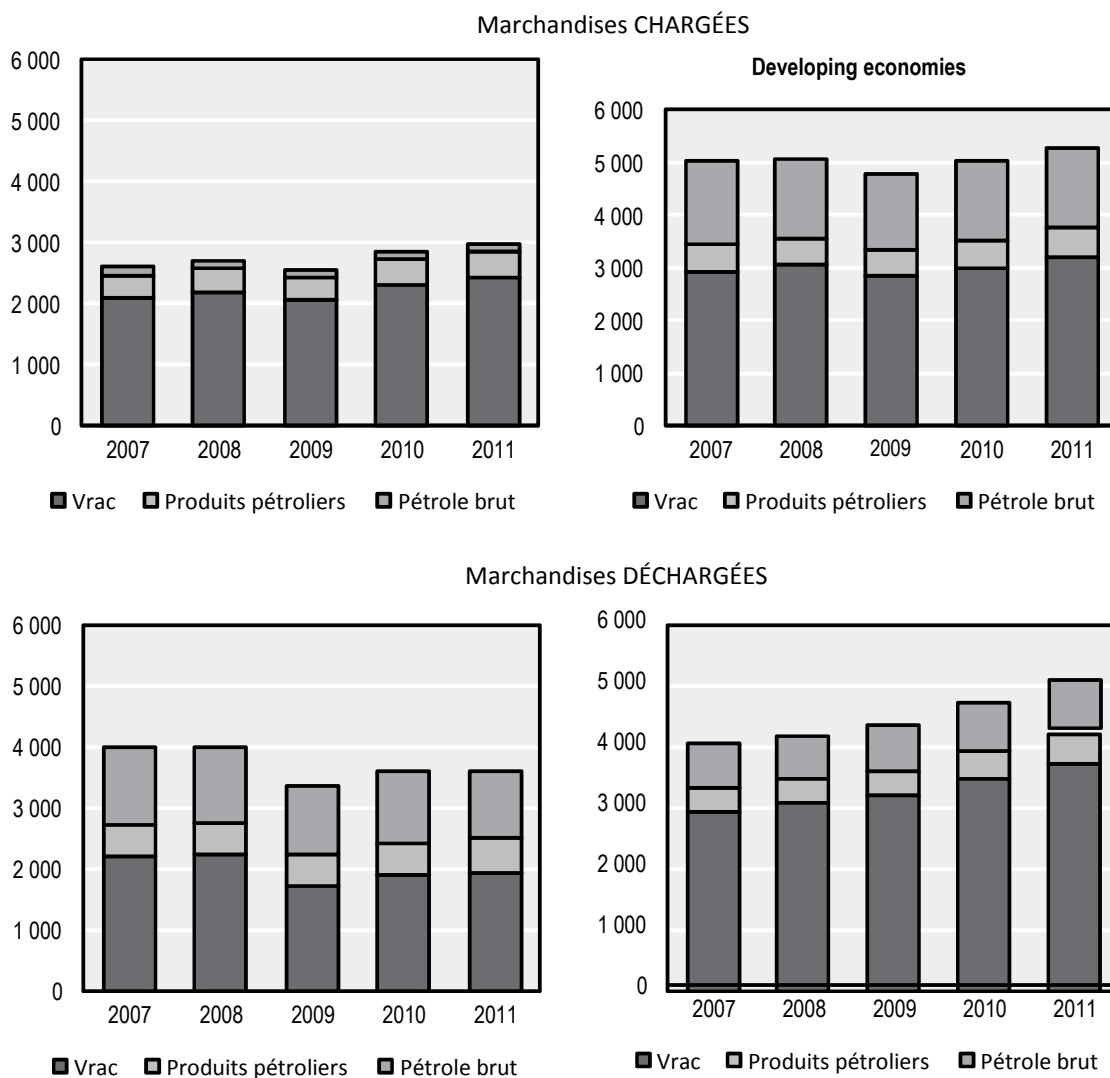 Marchandises CHARGÉES
6 000
5 000
4 000
3 000
2 000
1 000
0
2007 2008 2009 2010 2011
Vrac Produits pétroliers Pétrole brut
Developing economies
6 000
5 000
4 000
3 000
2 000
1 000
0
2007 2008 2009 2010 2011
Vrac Produits pétroliers Pétrole brut
Marchandises DÉCHARGÉES
6 000
5 000
4 000
3 000
2 000
1 000
0
2007 2008 2009 2010 2011
Vrac Produits pétroliers Pétrole brut
6 000
5 000
4 000
3 000
2 000
1 000
0
2007 2008 2009 2010 2011
Vrac Produits pétroliers Pétrole brut